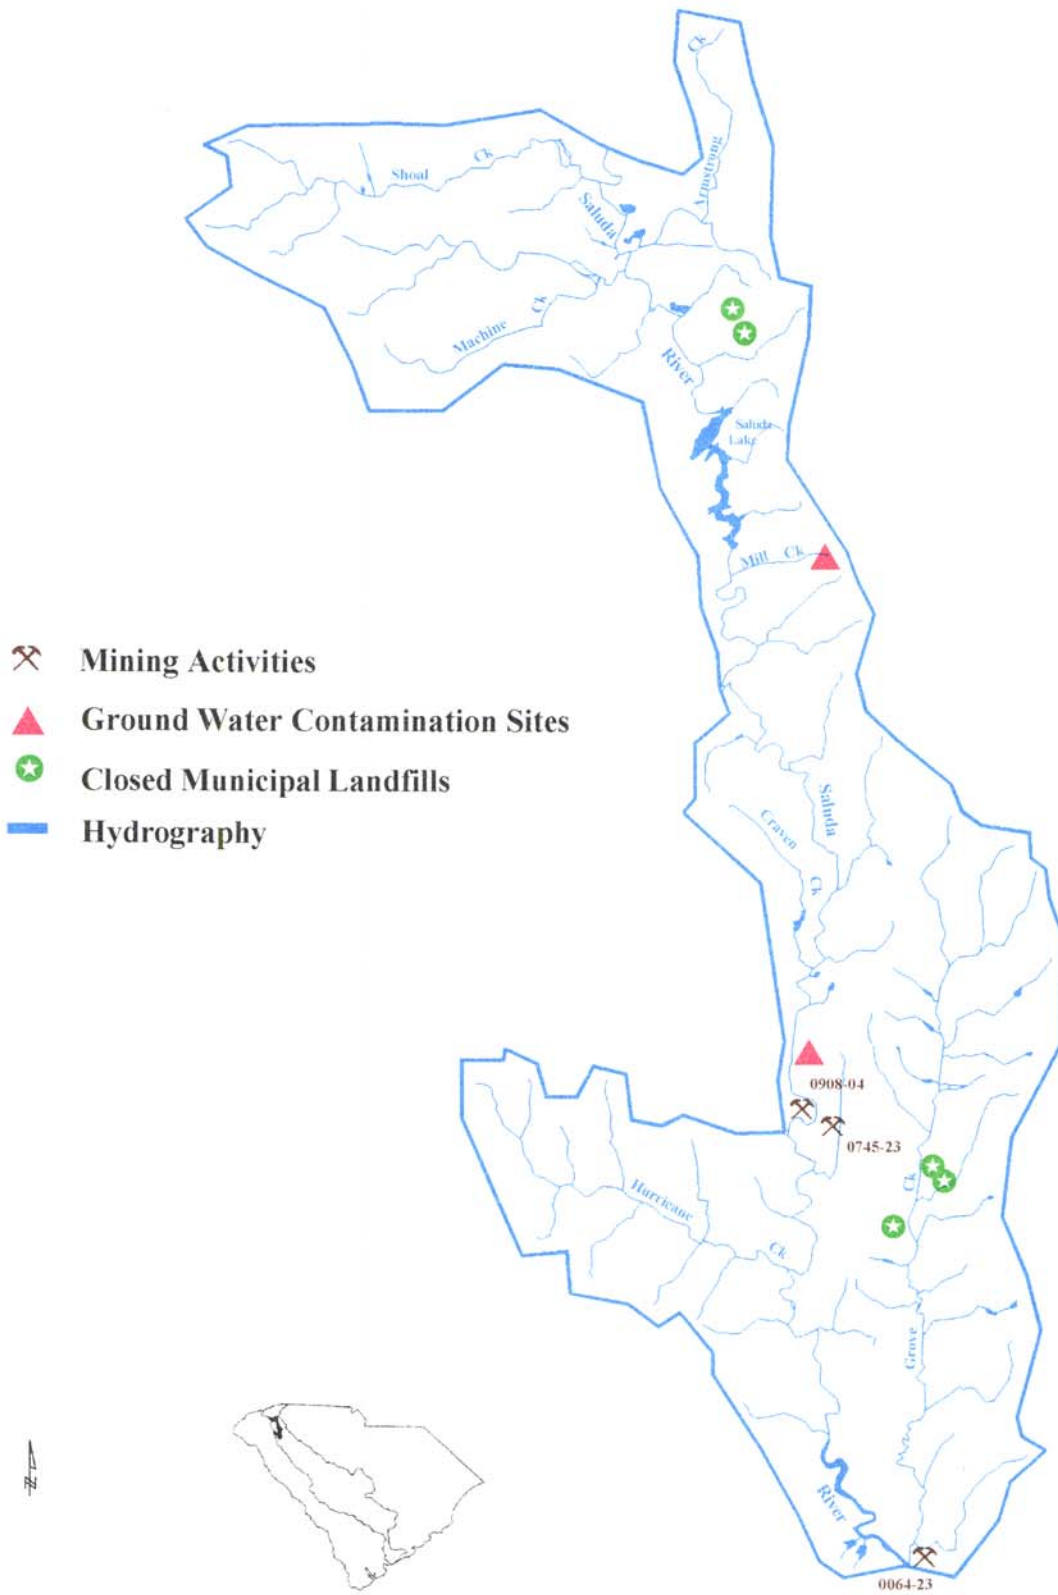 Ck
Armstrong
Shoal
Ck
Saluda
Machine
Ck
River
Saluda
Lake
Mill Ck
Mining Activities
Ground Water Contamination Sites
Closed Municipal Landfills
Hydrography
Saluda
Craven
Ck
0908-04
0745-23
Ck
Hurricane
Ck
Grove
River
N
0064-23